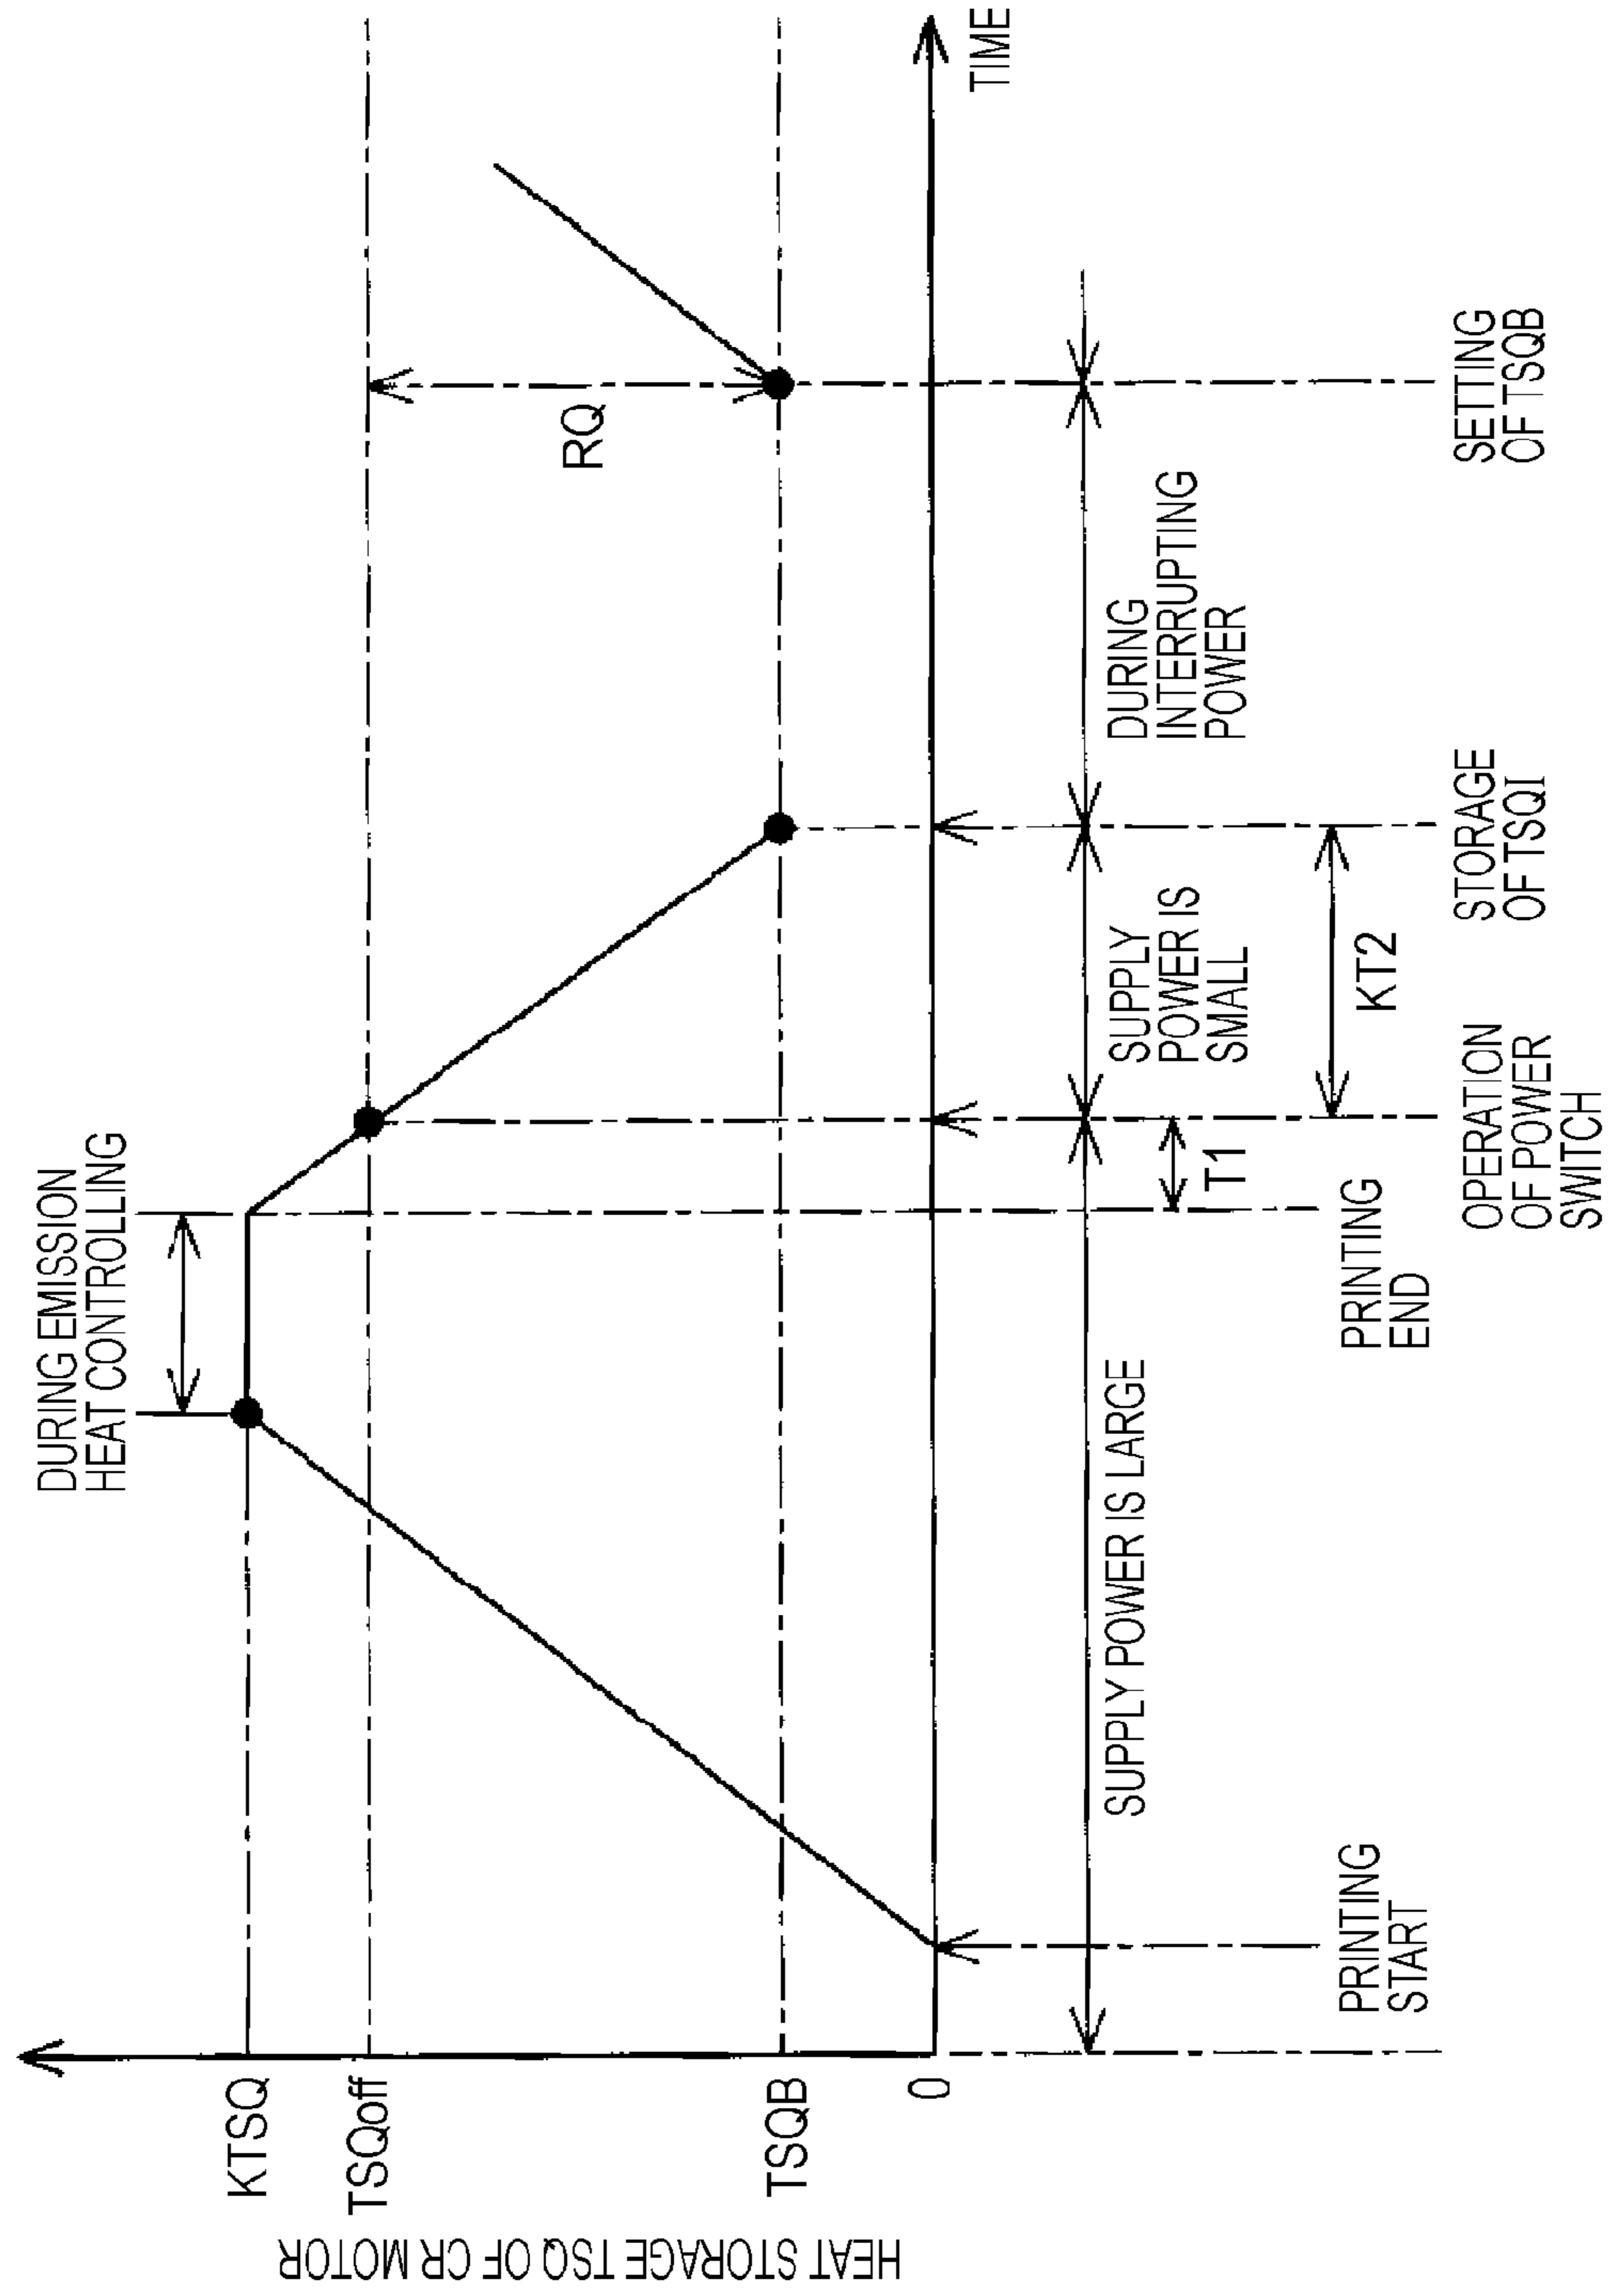 DURING EMISSION
HEAT CONTROLLING
KTSQ
TSQoff
TSQB
0
HEAT STORAGE TSQ OF CR MOTOR
RQ
TIME
SUPPLY POWER IS LARGE
SUPPLY
POWER IS
SMALL
DURING
INTERRUPTING
POWER
T1
KT2
PRINTING
START
PRINTING
END
OPERATION
OF POWER
SWITCH
STORAGE
OF TSQI
SETTING
OF TSQB